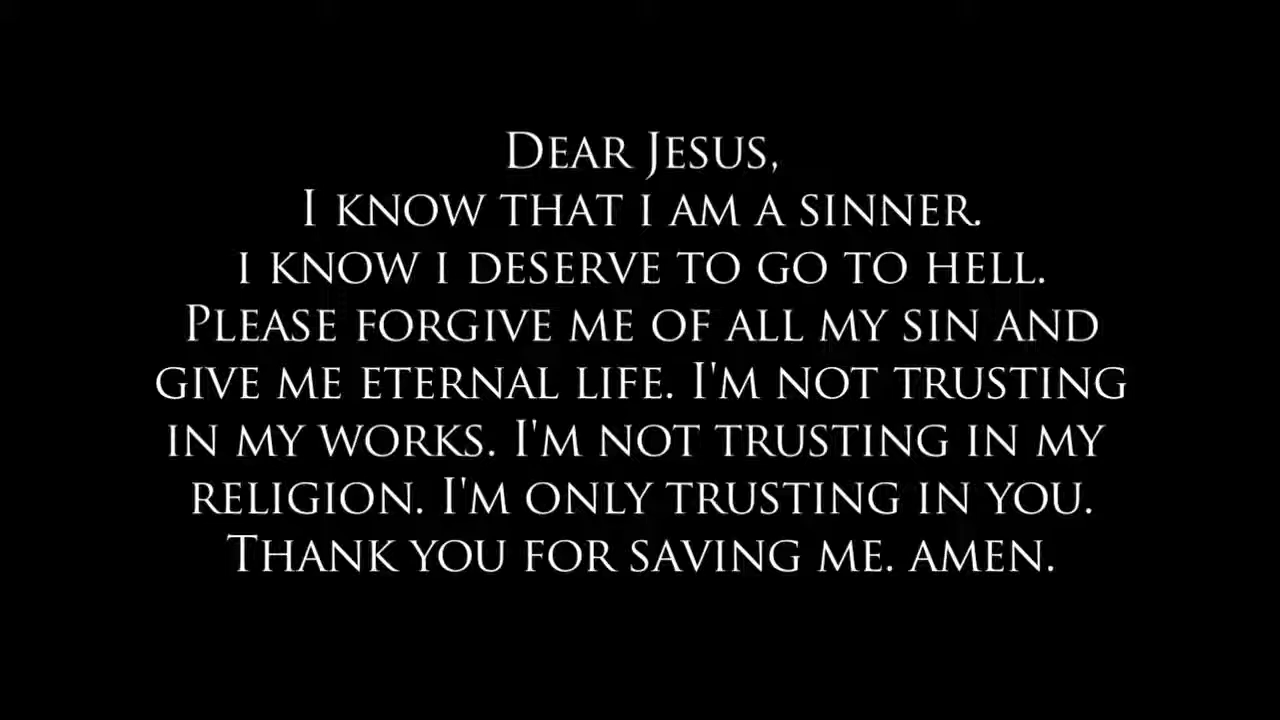 Dear Jesus,
I know that i am a sinner.
i know i deserve to go to hell.
Please forgive me of all my sin and
give me eternal life. I'm not trusting
in my works. I'm not trusting in my
religion. I'm only trusting in you.
Thank you for saving me. amen.